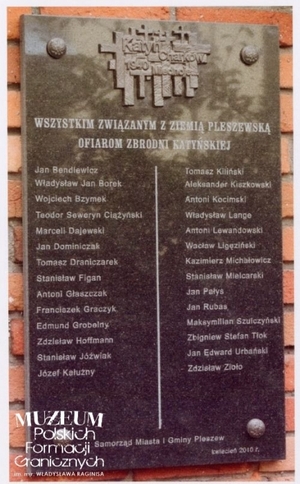 Katyń
Charków
1940
WSZYSTKIM ZWIĄZANYM Z ZIEMIĄ PLESZEWSKĄ
OFIAROM ZBRODNI KATYŃSKIEJ
Jan Bendlewicz
Władysław Jan Borek
Wojciech Bzymek
Teodor Seweryn Ciążyński
Marceli Dajewski
Jan Dominiczak
Tomasz Draniczarek
Stanisław Figan
Antoni Głaszczak
Franciszek Graczyk
Edmund Grobelny
Zdzisław Hoffmann
Stanisław Jóźwiak
Józef Kałużny
Tomasz Kiliński
Aleksander Kiszkowski
Antoni Kocimski
Władysław Lange
Antoni Lewandowski
Wacław Ligęziński
Kazimierz Michałowicz
Stanisław Mielcarski
Jan Pałys
Jan Rubas
Maksymilian Szulczyński
Zbigniew Stefan Tłok
Jan Edward Urbański
Zdzisław Zioło
Samorząd Miasta i Gminy Pleszew
kwiecień 2010 r.
MUZEUM
Polskich
Formacji
Granicznych
IM. PPŁK WŁADYSŁAWA RAGINISA